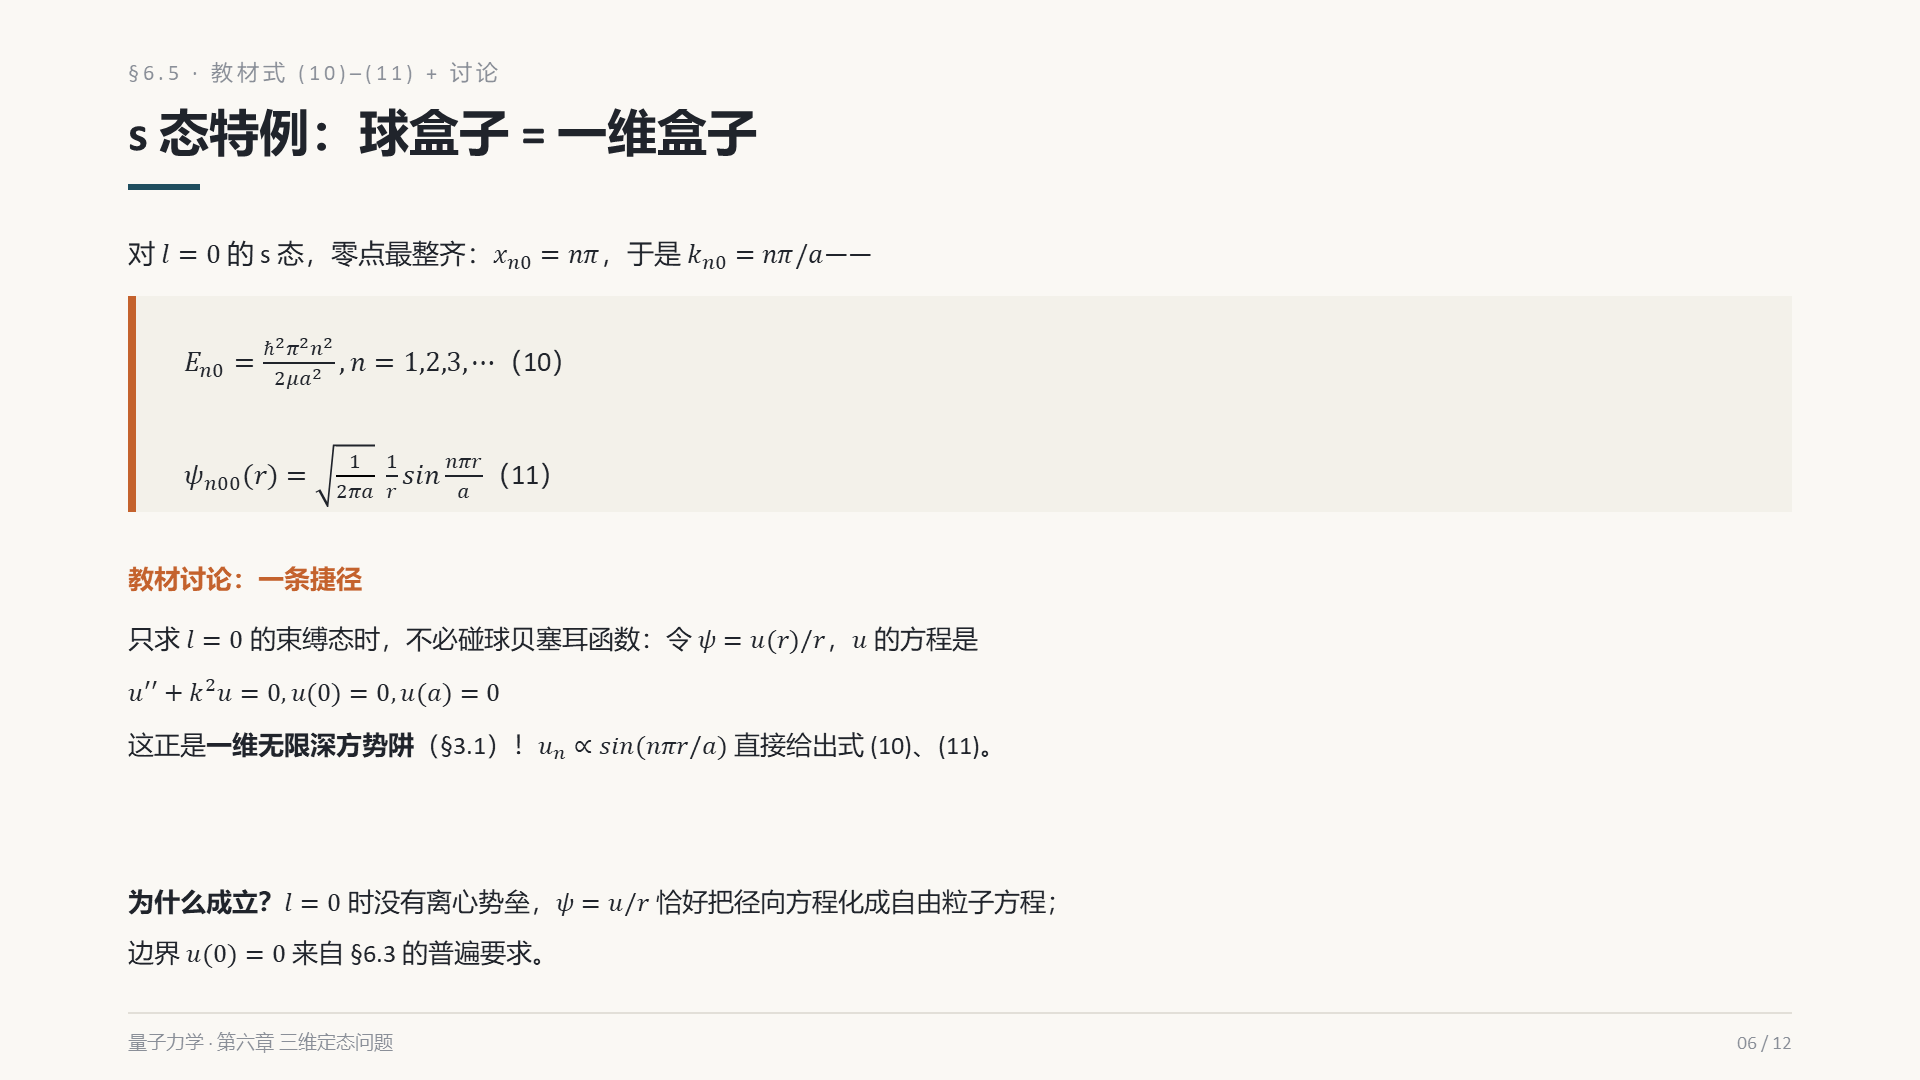 §6.5 · 教材式 (10)–(11) + 讨论
s 态特例：球盒子 = 一维盒子
对 l = 0 的 s 态，零点最整齐：x_{n0} = nπ，于是 k_{n0} = nπ/a——
E_{n0} = \frac{ħ²π²n²}{2μa²}, n = 1,2,3,⋯（10）
ψ_{n00}(r) = \sqrt{\frac{1}{2πa}} \frac{1}{r} sin \frac{nπr}{a}（11）
教材讨论：一条捷径
只求 l = 0 的束缚态时，不必碰球贝塞耳函数：令 ψ = u(r)/r，u 的方程是
u′′ + k²u = 0, u(0) = 0, u(a) = 0
这正是一维无限深方势阱（§3.1）！u_n ∝ sin(nπr/a) 直接给出式 (10)、(11)。
为什么成立？l = 0 时没有离心势垒，ψ = u/r 恰好把径向方程化成自由粒子方程；
边界 u(0) = 0 来自 §6.3 的普遍要求。
量子力学 · 第六章 三维定态问题
06 / 12